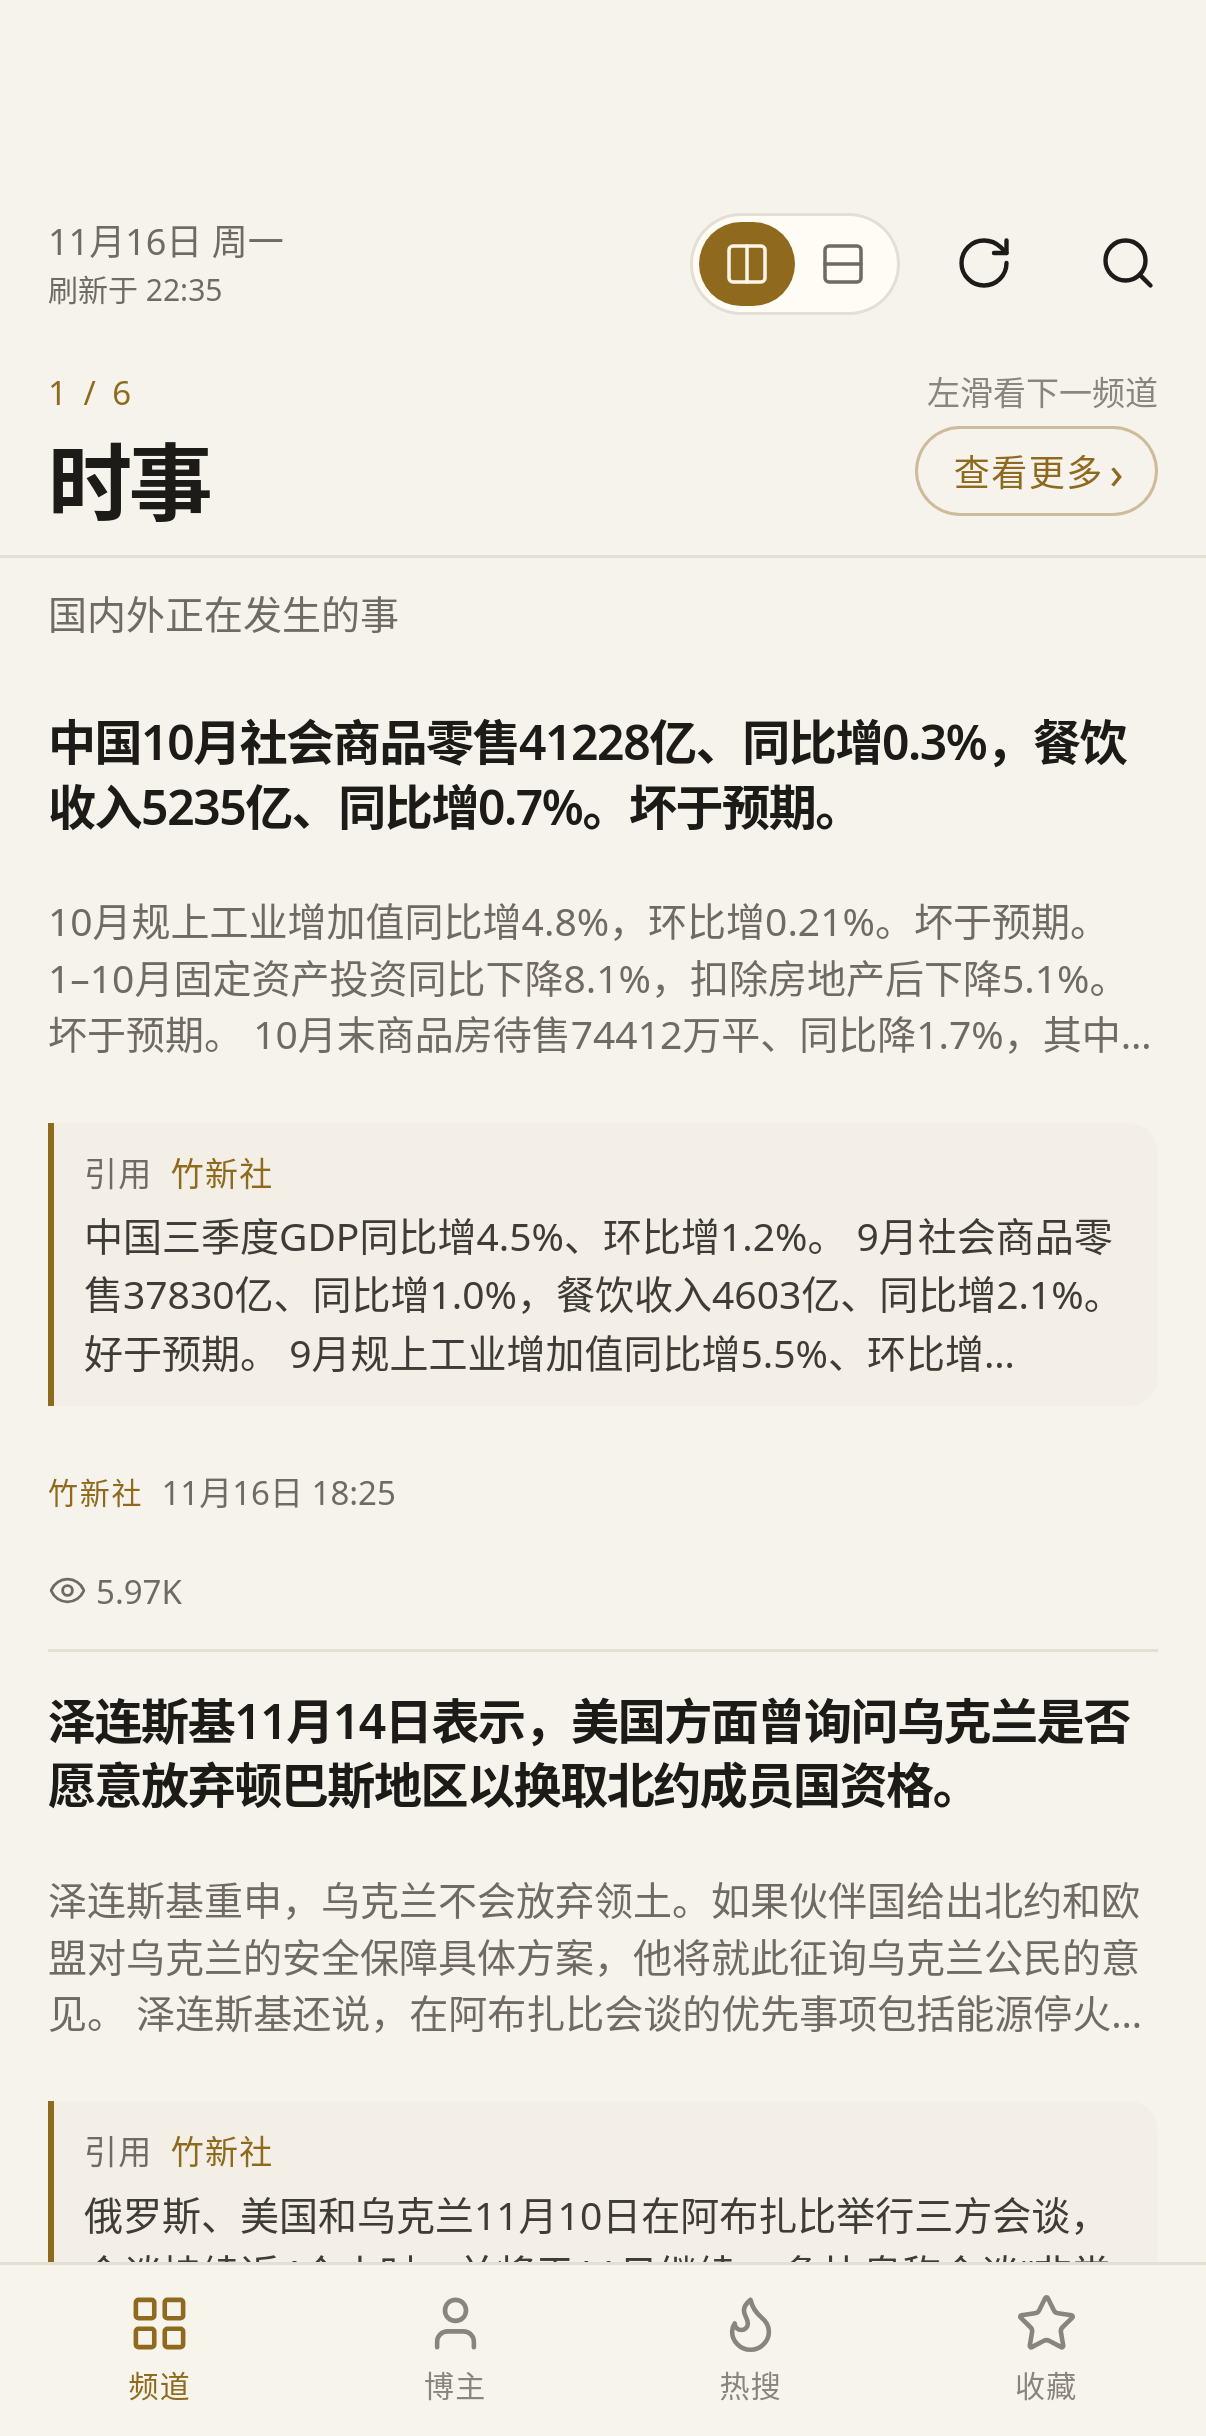 11月16日 周一
刷新于 22:35
1 / 6
左滑看下一频道
时事
查看更多 ›
国内外正在发生的事
中国10月社会商品零售41228亿、同比增0.3%，餐饮
收入5235亿、同比增0.7%。坏于预期。
10月规上工业增加值同比增4.8%，环比增0.21%。坏于预期。
1–10月固定资产投资同比下降8.1%，扣除房地产后下降5.1%。
坏于预期。 10月末商品房待售74412万平、同比降1.7%，其中...
引用 竹新社
中国三季度GDP同比增4.5%、环比增1.2%。 9月社会商品零
售37830亿、同比增1.0%，餐饮收入4603亿、同比增2.1%。
好于预期。 9月规上工业增加值同比增5.5%、环比增...
竹新社 11月16日 18:25
5.97K
泽连斯基11月14日表示，美国方面曾询问乌克兰是否
愿意放弃顿巴斯地区以换取北约成员国资格。
泽连斯基重申，乌克兰不会放弃领土。如果伙伴国给出北约和欧
盟对乌克兰的安全保障具体方案，他将就此征询乌克兰公民的意
见。 泽连斯基还说，在阿布扎比会谈的优先事项包括能源停火...
引用 竹新社
俄罗斯、美国和乌克兰11月10日在阿布扎比举行三方会谈，
频道
博主
热搜
收藏